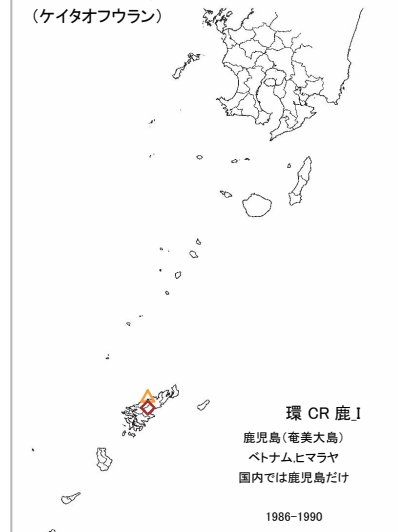 （ケイタオフウラン）
環 CR 鹿_I
鹿児島（奄美大島）
ベトナム,ヒマラヤ
国内では鹿児島だけ
1986-1990